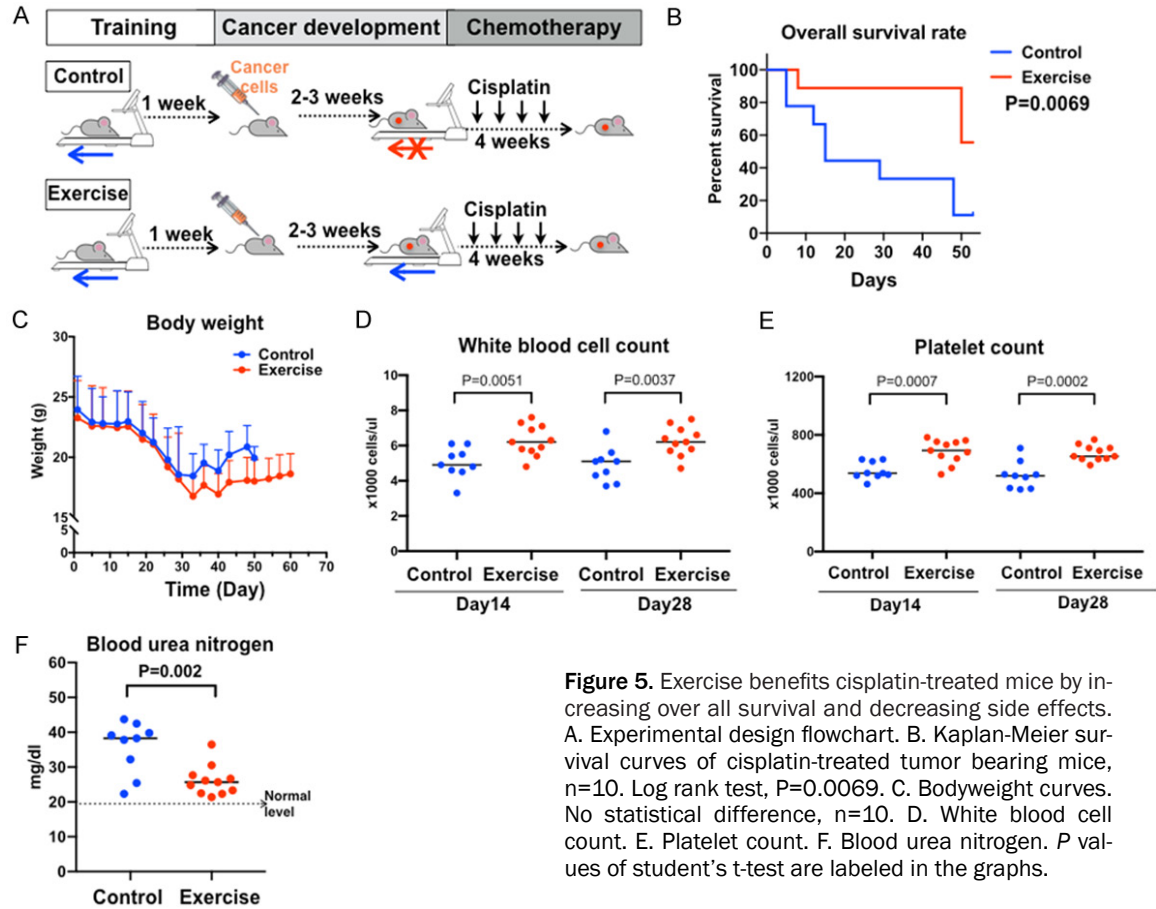 A
Training
Cancer development
Chemotherapy
Control
1 week
Cancer
cells
2-3 weeks
Cisplatin
4 weeks
Exercise
1 week
2-3 weeks
Cisplatin
4 weeks
B
Overall survival rate
Control
Exercise
P=0.0069
Percent survival
100
80
60
40
20
0
0 10 20 30 40 50
Days
C
Body weight
Control
Exercise
Weight (g)
30
25
20
15
5
0
0 10 20 30 40 50 60 70
Time (Day)
D
White blood cell count
P=0.0051
P=0.0037
x1000 cells/ul
10
8
6
4
2
0
Control Exercise Control Exercise
Day14 Day28
E
Platelet count
P=0.0007
P=0.0002
x1000 cells/ul
1200
800
400
0
Control Exercise Control Exercise
Day14 Day28
F
Blood urea nitrogen
P=0.002
mg/dl
60
50
40
30
20
10
0
Normal
level
Control Exercise
Figure 5. Exercise benefits cisplatin-treated mice by in-
creasing over all survival and decreasing side effects.
A. Experimental design flowchart. B. Kaplan-Meier sur-
vival curves of cisplatin-treated tumor bearing mice,
n=10. Log rank test, P=0.0069. C. Bodyweight curves.
No statistical difference, n=10. D. White blood cell
count. E. Platelet count. F. Blood urea nitrogen. P val-
ues of student's t-test are labeled in the graphs.